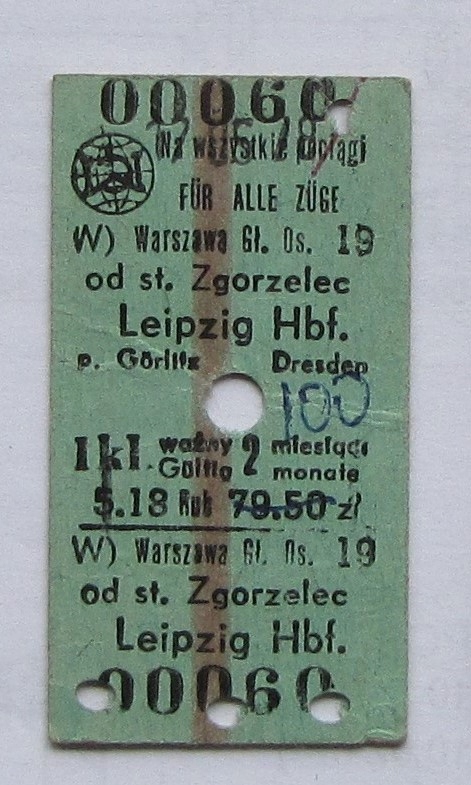 00060
Na wszystkie pociągi
FÜR ALLE ZÜGE
W) Warszawa Gł. Os. 19
od st. Zgorzelec
Leipzig Hbf.
p. Görlitz Dresden
100
I kl. ważny Gültig 2 miesiące monate
5.18 Rub 79.50 zł
W) Warszawa Gł. Os. 19
od st. Zgorzelec
Leipzig Hbf.
00060